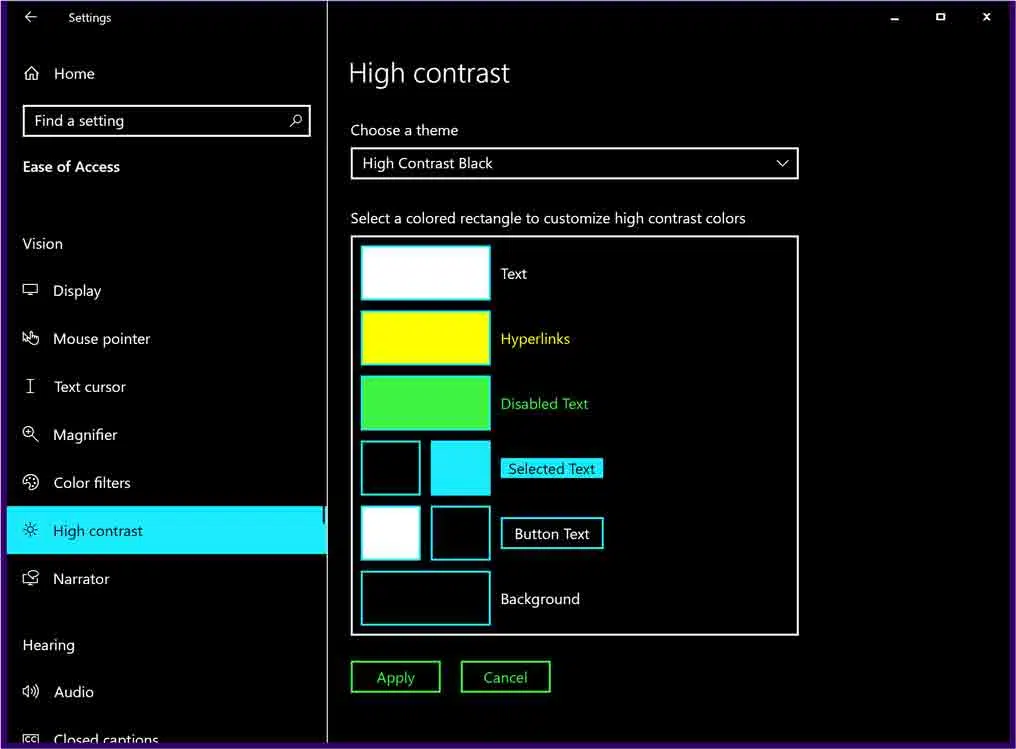 Settings
Home
Find a setting
Ease of Access
Vision
Display
Mouse pointer
Text cursor
Magnifier
Color filters
High contrast
Narrator
Hearing
Audio
CC Closed captions
High contrast
Choose a theme
High Contrast Black
Select a colored rectangle to customize high contrast colors
Text
Hyperlinks
Disabled Text
Selected Text
Button Text
Background
Apply
Cancel